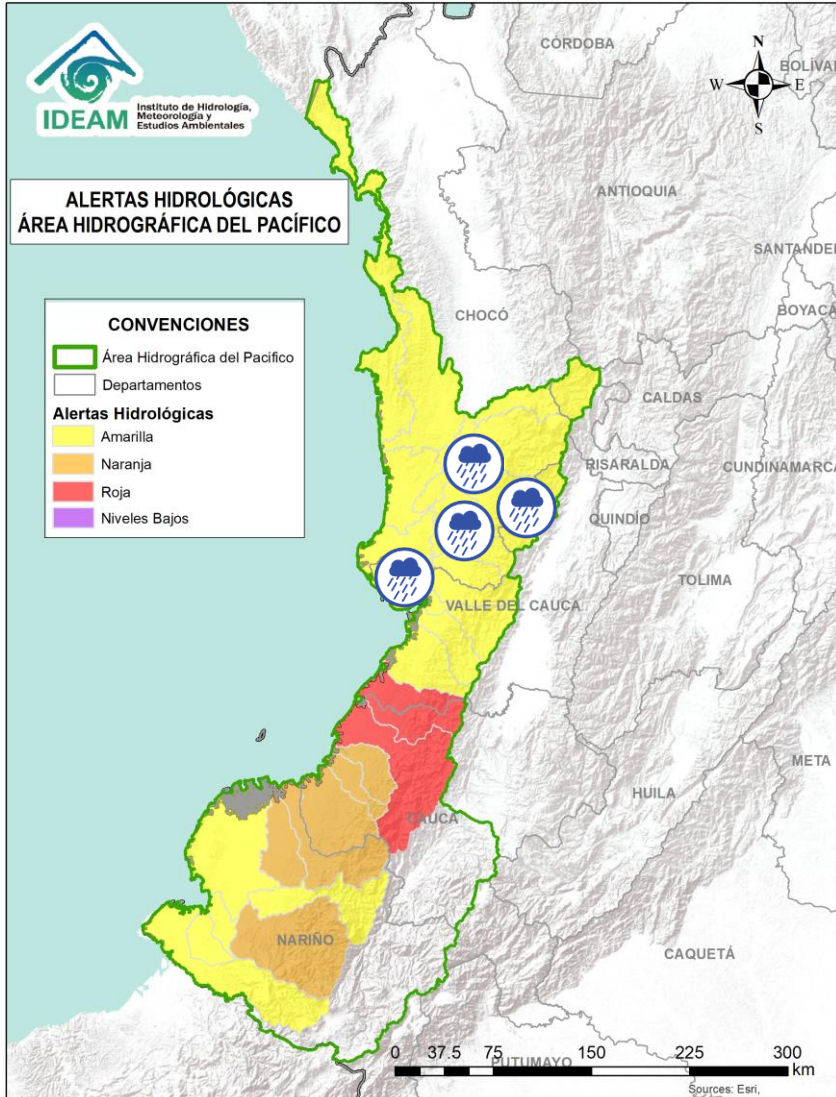 IDEAM
Instituto de Hidrología,
Meteorología y
Estudios Ambientales
ALERTAS HIDROLÓGICAS
ÁREA HIDROGRÁFICA DEL PACÍFICO
CONVENCIONES
Área Hidrográfica del Pacifico
Departamentos
Alertas Hidrológicas
Amarilla
Naranja
Roja
Niveles Bajos
N
W
E
S
CÓRDOBA
BOLÍVAR
ANTIOQUIA
SANTANDER
BOYACÁ
CHOCÓ
CALDAS
RISARALDA
CUNDINAMARCA
QUINDÍO
TOLIMA
VALLE DEL CAUCA
META
HUILA
CAUCA
NARIÑO
CAQUETÁ
PUTUMAYO
0 37.5 75 150 225 300
km
Sources: Esri,